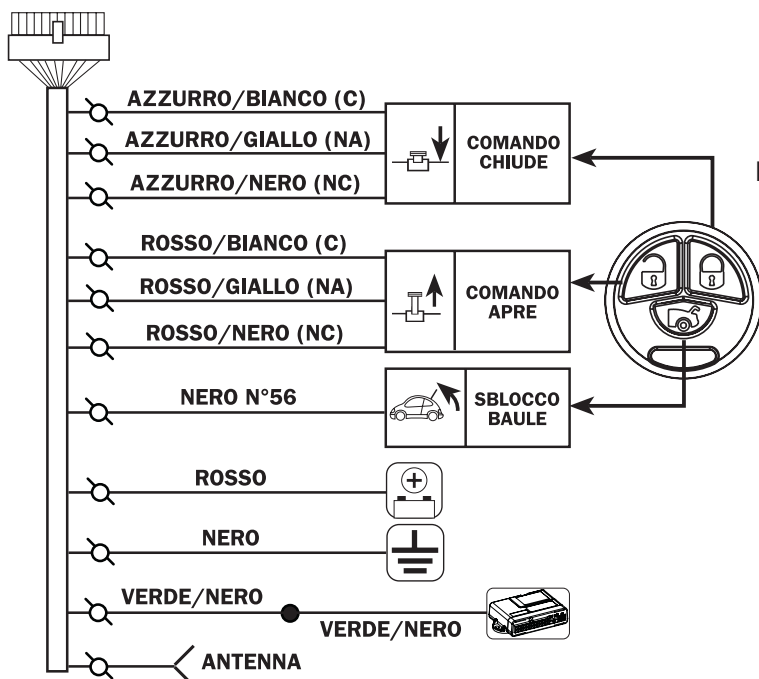 AZZURRO/BIANCO (C)
AZZURRO/GIALLO (NA)
AZZURRO/NERO (NC)
COMANDO
CHIUDE
ROSSO/BIANCO (C)
ROSSO/GIALLO (NA)
ROSSO/NERO (NC)
COMANDO
APRE
NERO N°56
SBLOCCO
BAULE
ROSSO
NERO
VERDE/NERO
VERDE/NERO
ANTENNA